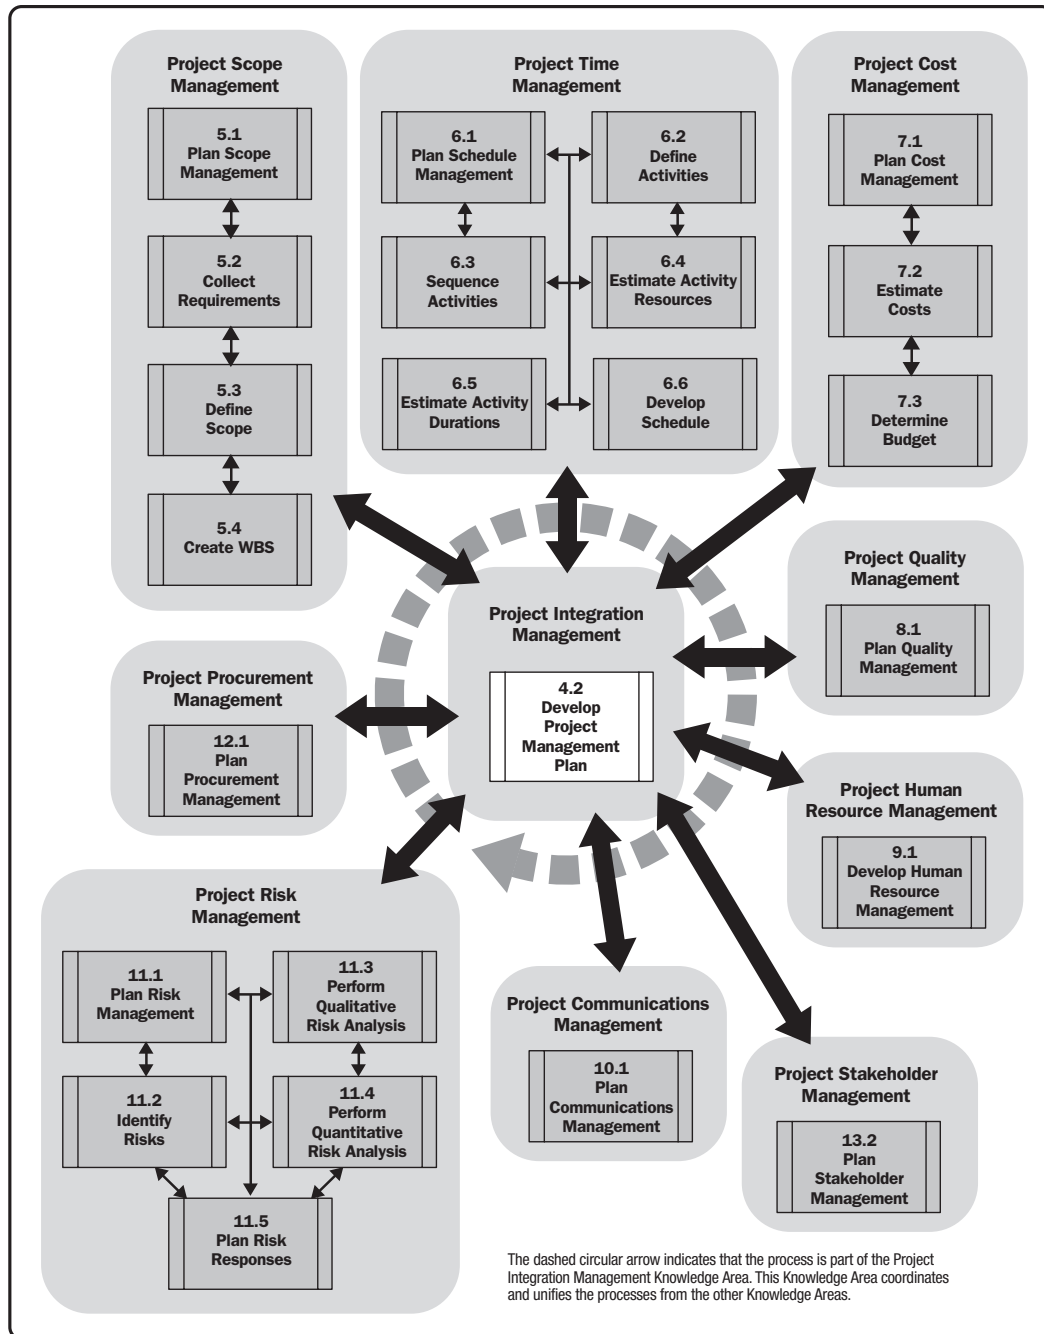 Project Scope
Management
5.1
Plan Scope
Management
5.2
Collect
Requirements
5.3
Define
Scope
5.4
Create WBS
Project Time
Management
6.1
Plan Schedule
Management
6.2
Define
Activities
6.3
Sequence
Activities
6.4
Estimate Activity
Resources
6.5
Estimate Activity
Durations
6.6
Develop
Schedule
Project Cost
Management
7.1
Plan Cost
Management
7.2
Estimate
Costs
7.3
Determine
Budget
Project Integration
Management
4.2
Develop
Project
Management
Plan
Project Quality
Management
8.1
Plan Quality
Management
Project Procurement
Management
12.1
Plan
Procurement
Management
Project Human
Resource Management
9.1
Develop Human
Resource
Management
Project Risk
Management
11.1
Plan Risk
Management
11.3
Perform
Qualitative
Risk Analysis
11.2
Identify
Risks
11.4
Perform
Quantitative
Risk Analysis
11.5
Plan Risk
Responses
Project Communications
Management
10.1
Plan
Communications
Management
Project Stakeholder
Management
13.2
Plan
Stakeholder
Management
The dashed circular arrow indicates that the process is part of the Project
Integration Management Knowledge Area. This Knowledge Area coordinates
and unifies the processes from the other Knowledge Areas.